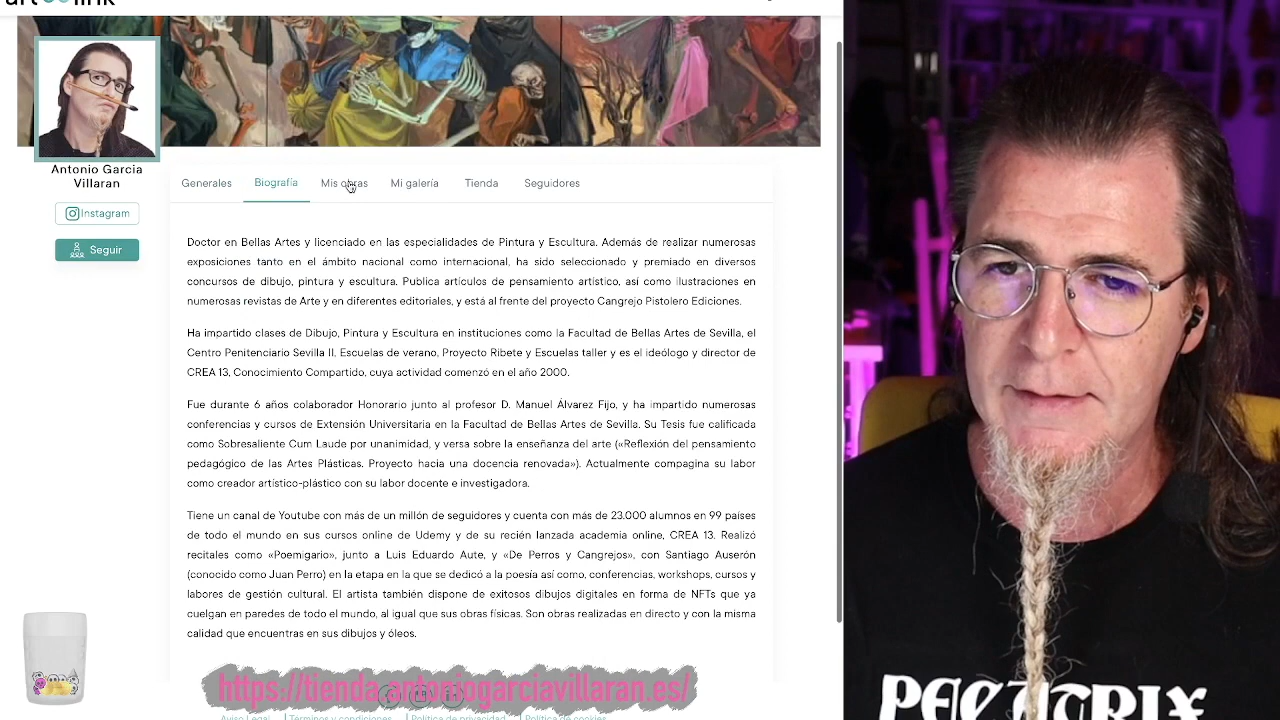 Antonio Garcia
Villaran
Instagram
Seguir
Generales Biografía Mis obras Mi galería Tienda Seguidores
Doctor en Bellas Artes y licenciado en las especialidades de Pintura y Escultura. Además de realizar numerosas
exposiciones tanto en el ámbito nacional como internacional, ha sido seleccionado y premiado en diversos
concursos de dibujo, pintura y escultura. Publica artículos de pensamiento artístico, así como ilustraciones en
numerosas revistas de Arte y en diferentes editoriales, y está al frente del proyecto Cangrejo Pistolero Ediciones.
Ha impartido clases de Dibujo, Pintura y Escultura en instituciones como la Facultad de Bellas Artes de Sevilla, el
Centro Penitenciario Sevilla II, Escuelas de verano, Proyecto Ribete y Escuelas taller y es el ideólogo y director de
CREA 13, Conocimiento Compartido, cuya actividad comenzó en el año 2000.
Fue durante 6 años colaborador Honorario junto al profesor D. Manuel Álvarez Fijo, y ha impartido numerosas
conferencias y cursos de Extensión Universitaria en la Facultad de Bellas Artes de Sevilla. Su Tesis fue calificada
como Sobresaliente Cum Laude por unanimidad, y versa sobre la enseñanza del arte («Reflexión del pensamiento
pedagógico de las Artes Plásticas. Proyecto hacia una docencia renovada»). Actualmente compagina su labor
como creador artístico-plástico con su labor docente e investigadora.
Tiene un canal de Youtube con más de un millón de seguidores y cuenta con más de 23.000 alumnos en 99 países
de todo el mundo en sus cursos online de Udemy y de su recién lanzada academia online, CREA 13. Realizó
recitales como «Poemigario», junto a Luis Eduardo Aute, y «De Perros y Cangrejos», con Santiago Auserón
(conocido como Juan Perro) en la etapa en la que se dedicó a la poesía así como, conferencias, workshops, cursos y
labores de gestión cultural. El artista también dispone de exitosos dibujos digitales en forma de NFTs que ya
cuelgan en paredes de todo el mundo, al igual que sus obras físicas. Son obras realizadas en directo y con la misma
calidad que encuentras en sus dibujos y óleos.
https://tienda.antoniogarciavillaran.es/
Aviso Legal | Términos y condiciones | Política de privacidad | Política de cookies